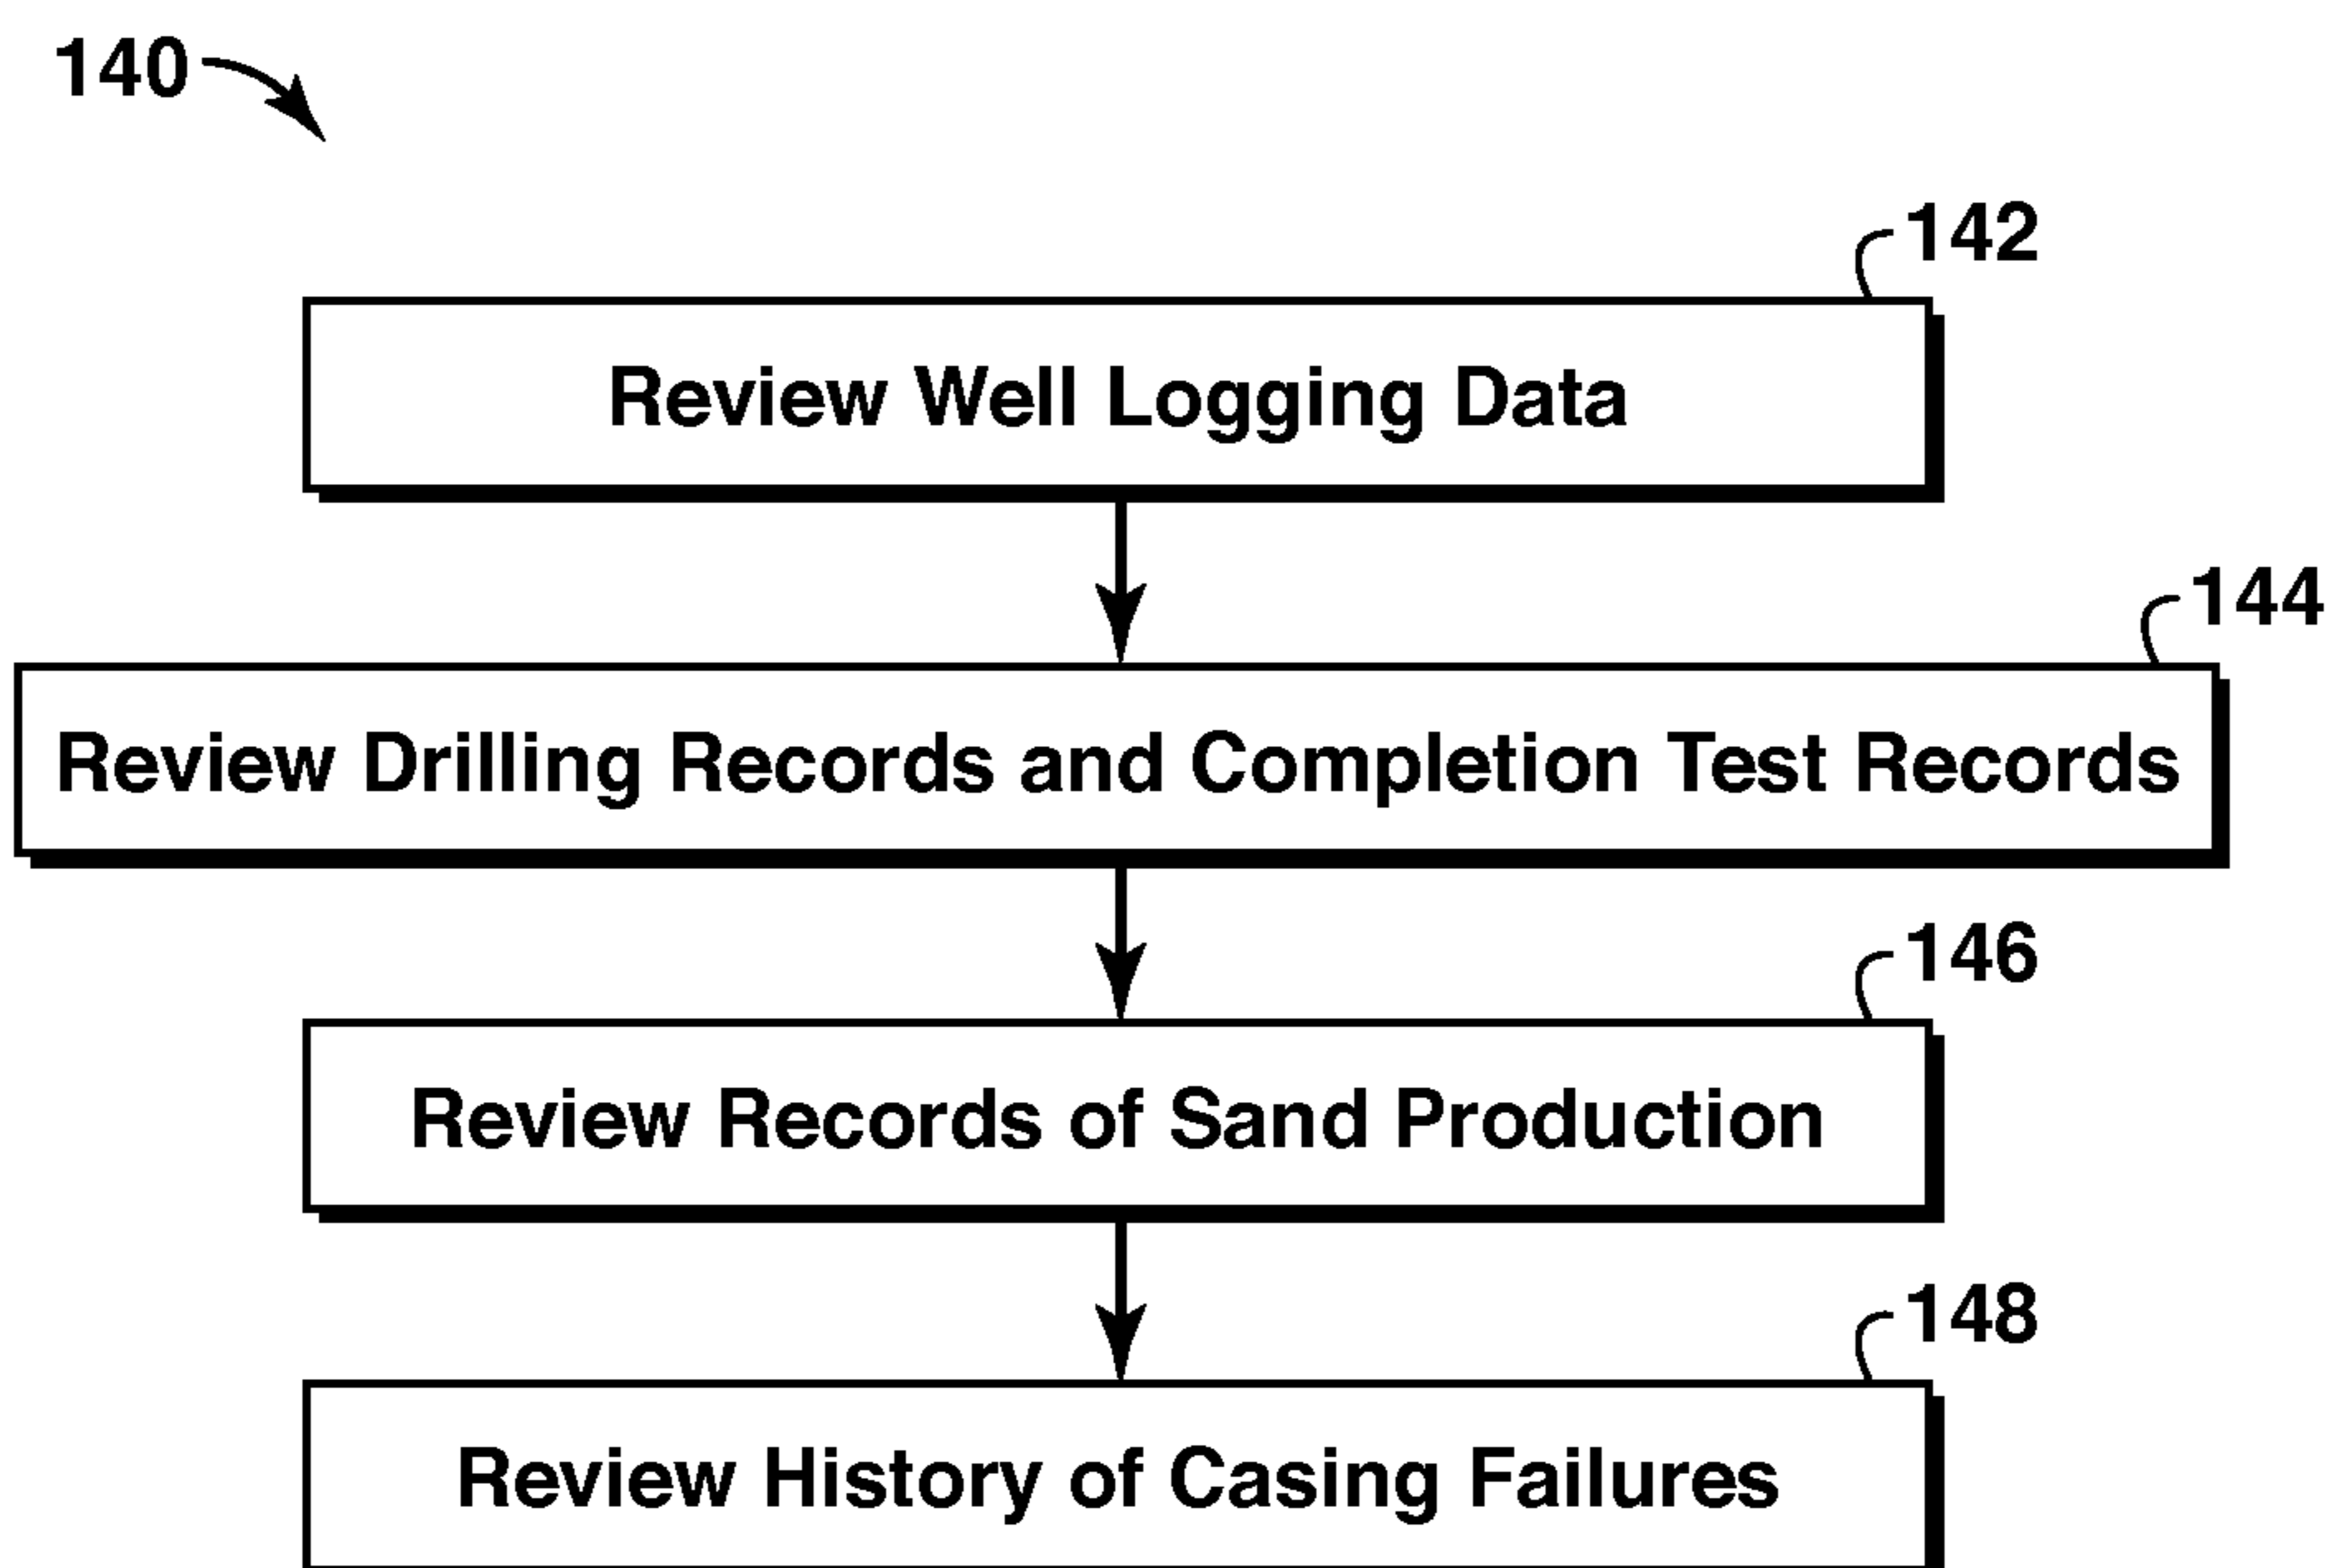 140
142
Review Well Logging Data
144
Review Drilling Records and Completion Test Records
146
Review Records of Sand Production
148
Review History of Casing Failures